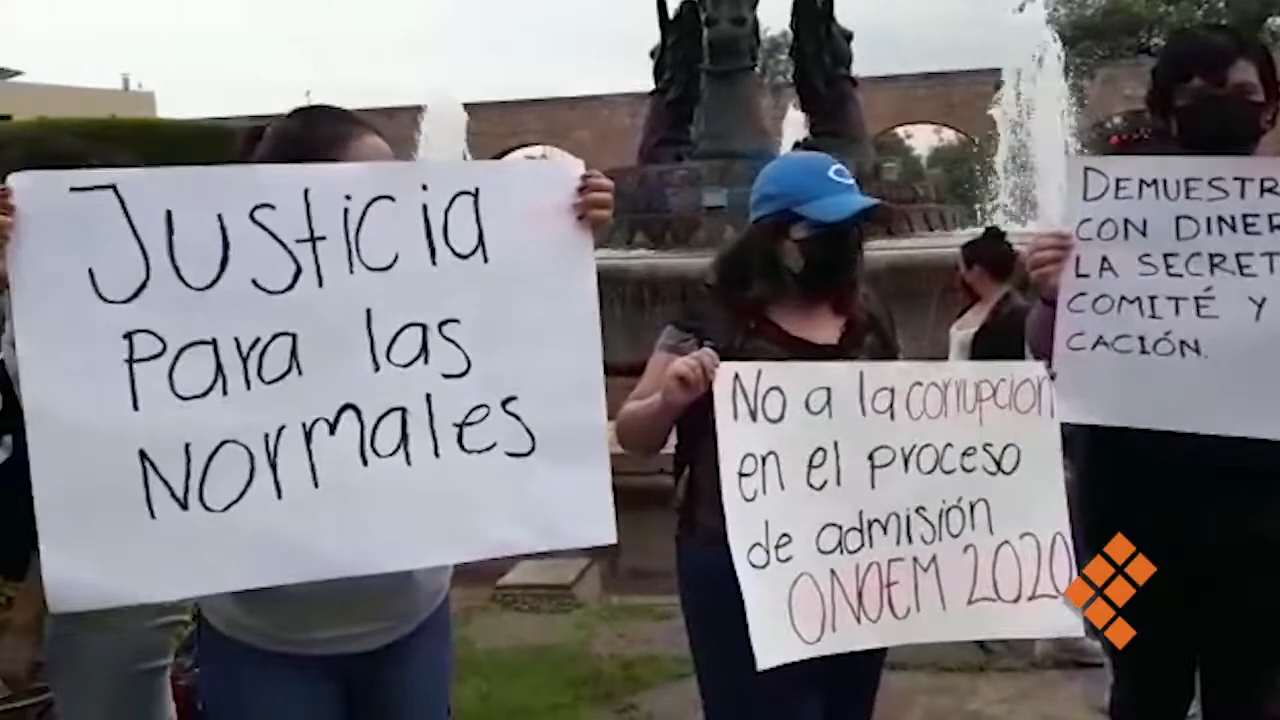 Justicia
para las
Normales
No a la corrupción
en el proceso
de admisión
ONOEM 2020
DEMUESTR
CON DINER
LA SECRET
COMITÉ Y
CACIÓN.